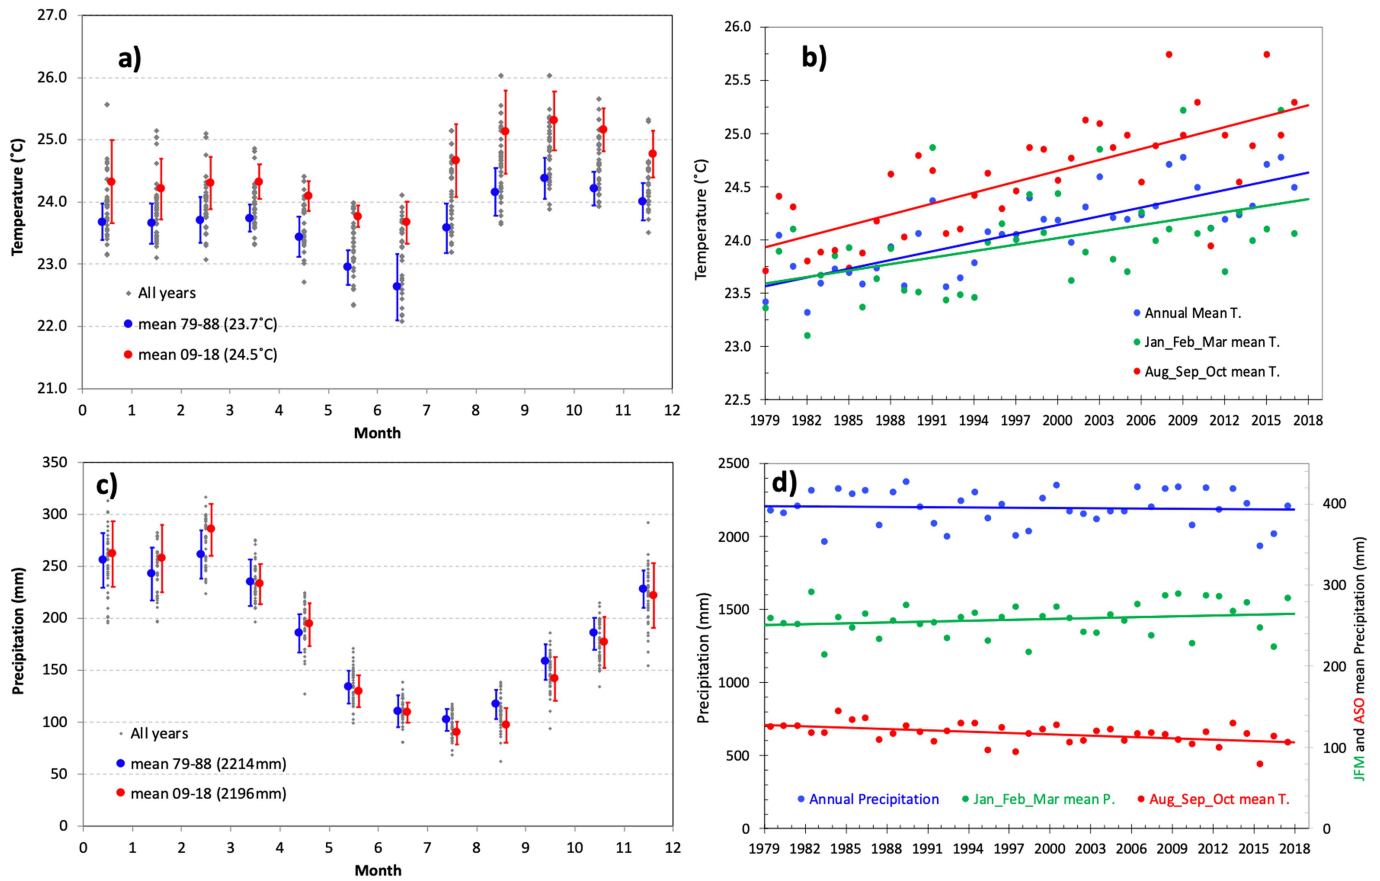 a)
27.0
26.0
25.0
24.0
23.0
22.0
21.0
Temperature (˚C)
All years
mean 79-88 (23.7˚C)
mean 09-18 (24.5˚C)
0 1 2 3 4 5 6 7 8 9 10 11 12
Month
b)
26.0
25.5
25.0
24.5
24.0
23.5
23.0
22.5
Temperature (˚C)
Annual Mean T.
Jan_Feb_Mar mean T.
Aug_Sep_Oct mean T.
1979 1982 1985 1988 1991 1994 1997 2000 2003 2006 2009 2012 2015 2018
c)
350
300
250
200
150
100
50
0
Precipitation (mm)
All years
mean 79-88 (2214mm)
mean 09-18 (2196mm)
0 1 2 3 4 5 6 7 8 9 10 11 12
Month
d)
2500
2000
1500
1000
500
0
Precipitation (mm)
400
300
200
100
0
JFM and ASO mean Precipitation (mm)
Annual Precipitation
Jan_Feb_Mar mean P.
Aug_Sep_Oct mean T.
1979 1982 1985 1988 1991 1994 1997 2000 2003 2006 2009 2012 2015 2018